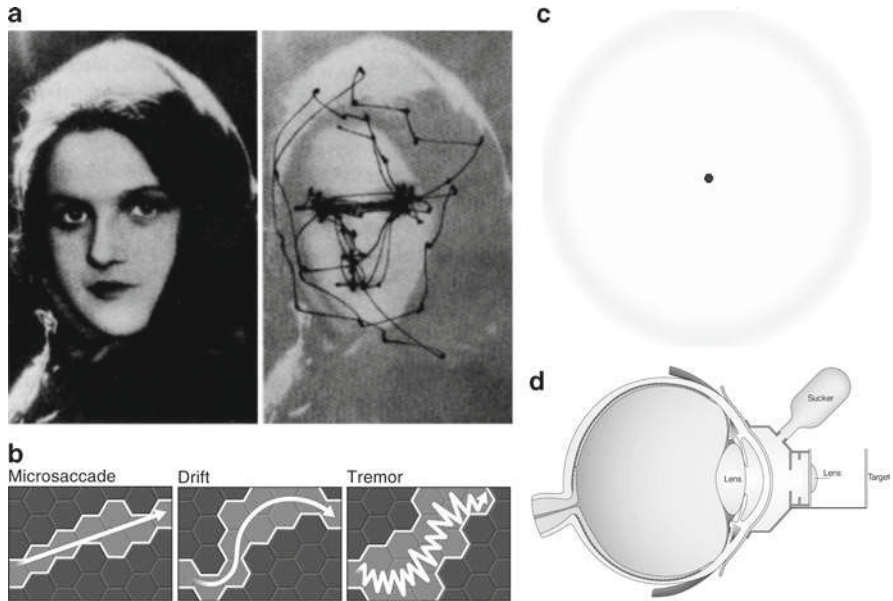 a
c
b
Microsaccade
Drift
Tremor
d
Sucker
Lens
Lens
Target